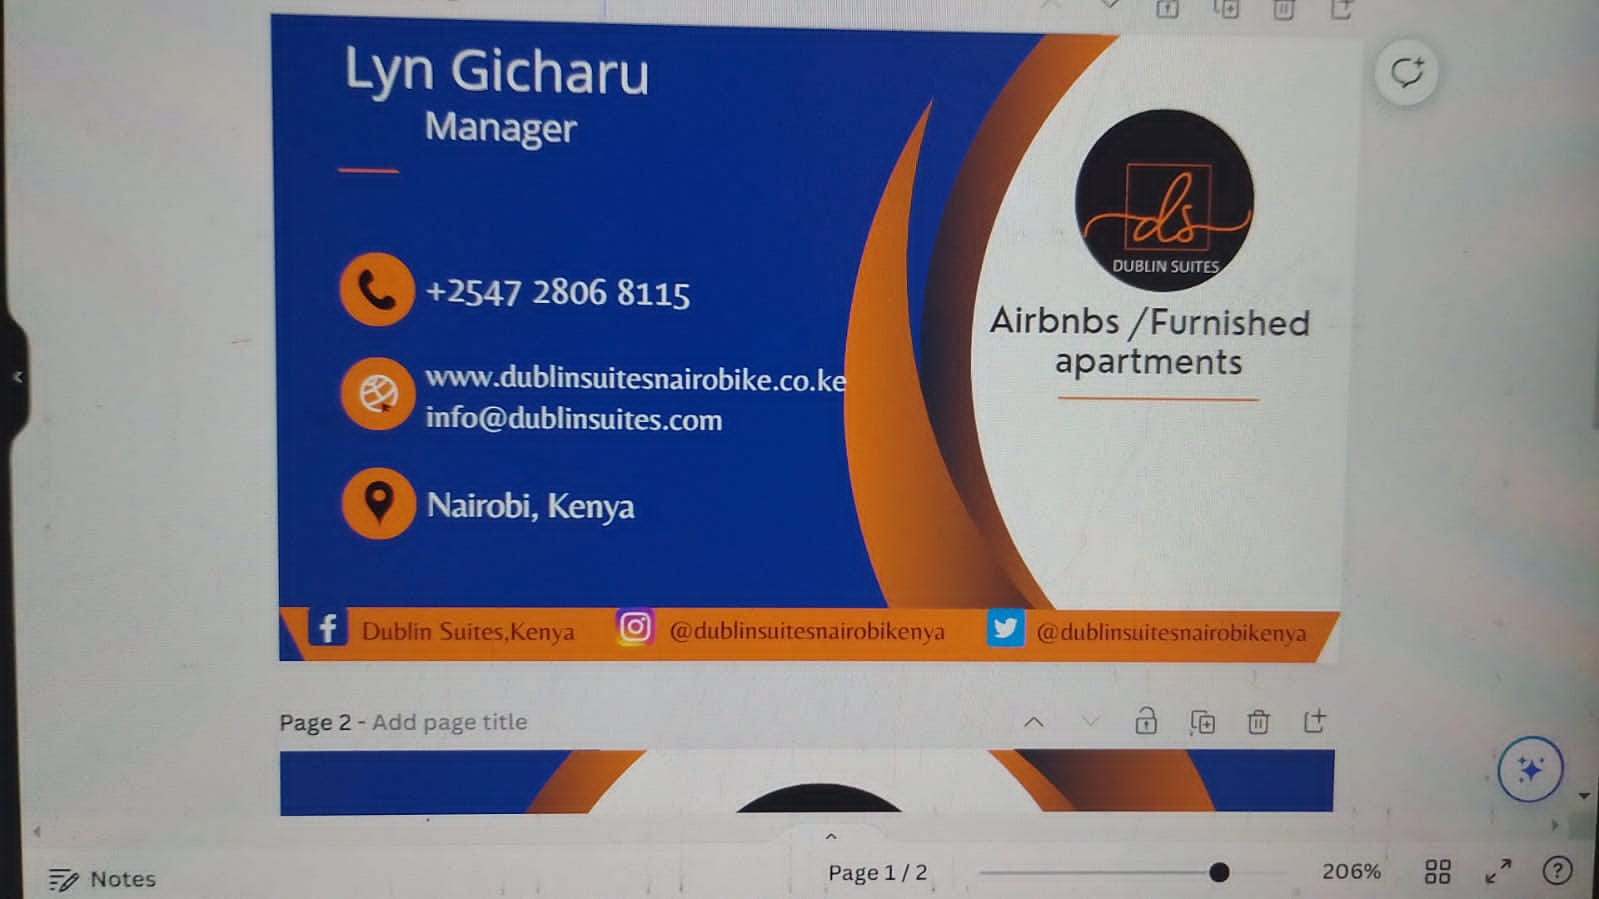 Lyn Gicharu
Manager
+2547 2806 8115
www.dublinsuitesnairobike.co.ke
info@dublinsuites.com
Nairobi, Kenya
ds
DUBLIN SUITES
Airbnbs /Furnished
apartments
f Dublin Suites,Kenya @dublinsuitesnairobikenya @dublinsuitesnairobikenya
Page 2 - Add page title
Notes
Page 1 / 2
206%
?